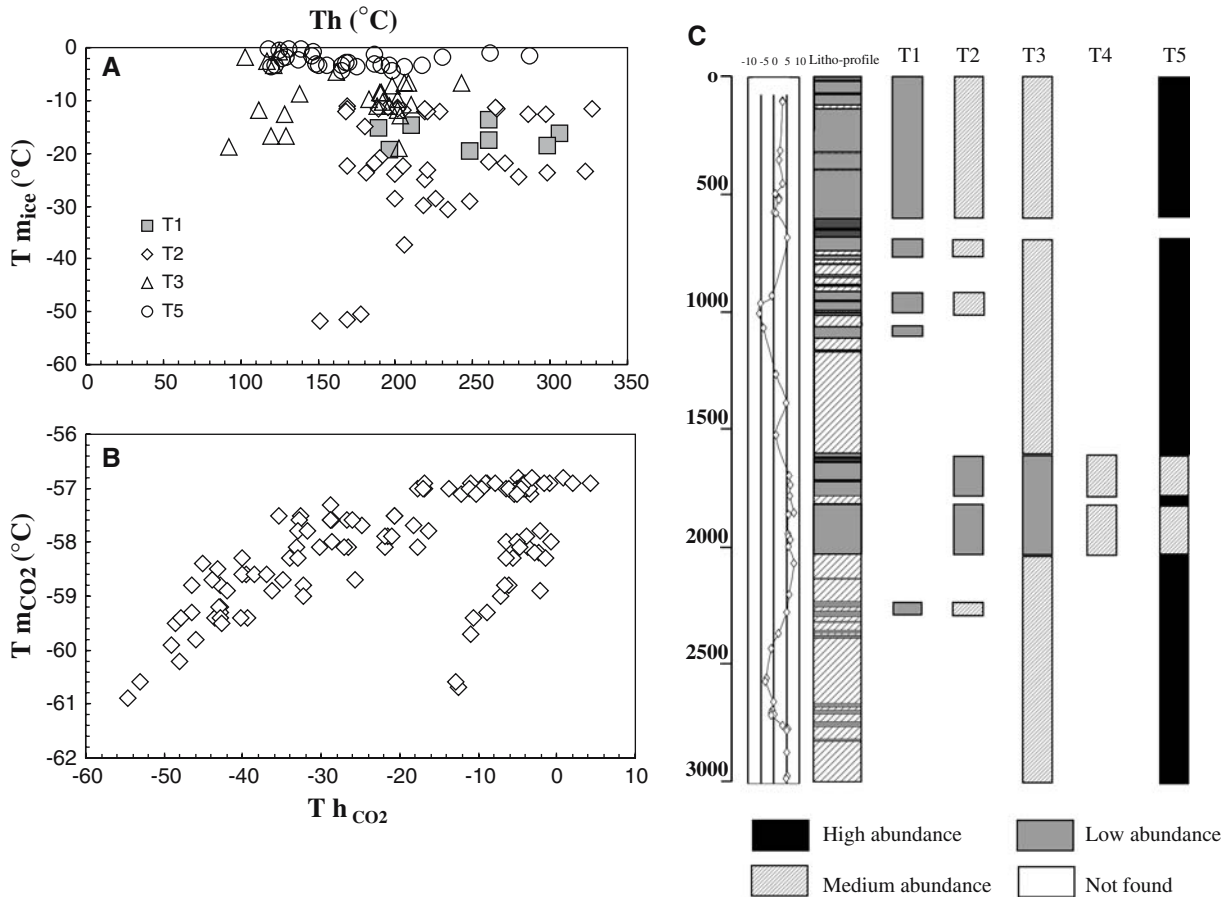 Th (°C)
A
0
-10
-20
-30
-40
-50
-60
T m ice (°C)
T1
T2
T3
T5
0 50 100 150 200 250 300 350
B
-56
-57
-58
-59
-60
-61
-62
T m CO2 (°C)
-60 -50 -40 -30 -20 -10 0 10
T h CO2
C
-10 -5 0 5 10 Litho-profile T1 T2 T3 T4 T5
0
500
1000
1500
2000
2500
3000
High abundance
Low abundance
Medium abundance
Not found